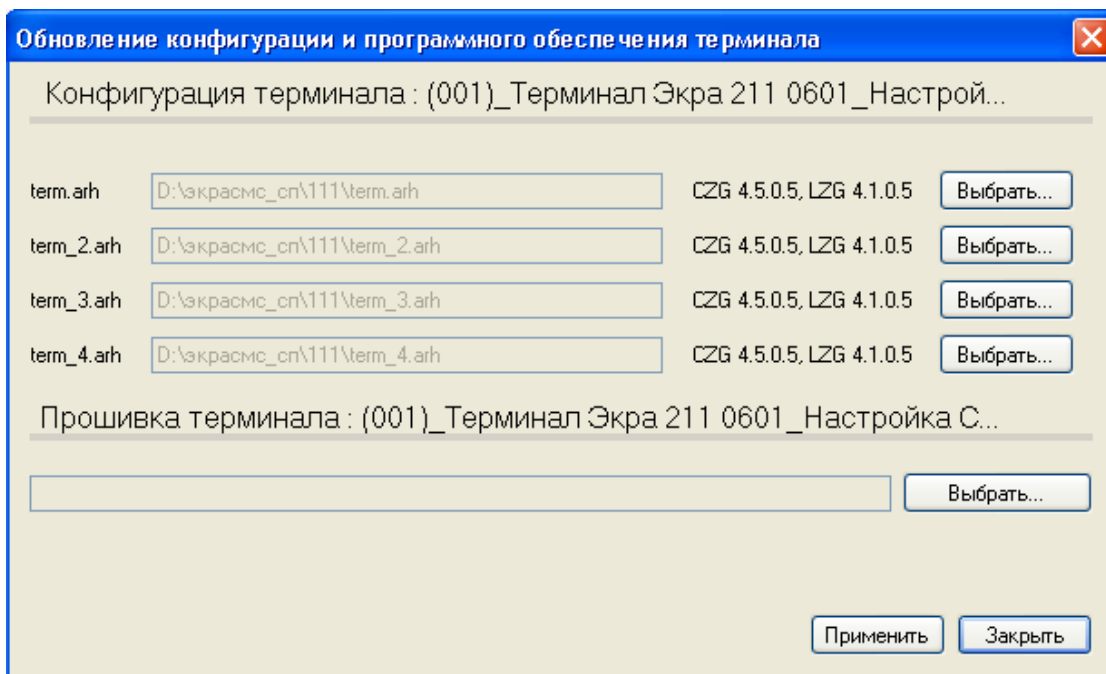 Обновление конфигурации и программного обеспечения терминала
Конфигурация терминала : (001)_Терминал Экра 211 0601_Настрой...
term.arh D:\экрасмс_сп\111\term.arh CZG 4.5.0.5, LZG 4.1.0.5 Выбрать...
term_2.arh D:\экрасмс_сп\111\term_2.arh CZG 4.5.0.5, LZG 4.1.0.5 Выбрать...
term_3.arh D:\экрасмс_сп\111\term_3.arh CZG 4.5.0.5, LZG 4.1.0.5 Выбрать...
term_4.arh D:\экрасмс_сп\111\term_4.arh CZG 4.5.0.5, LZG 4.1.0.5 Выбрать...
Прошивка терминала : (001)_Терминал Экра 211 0601_Настройка С...
Выбрать...
Применить Закрыть